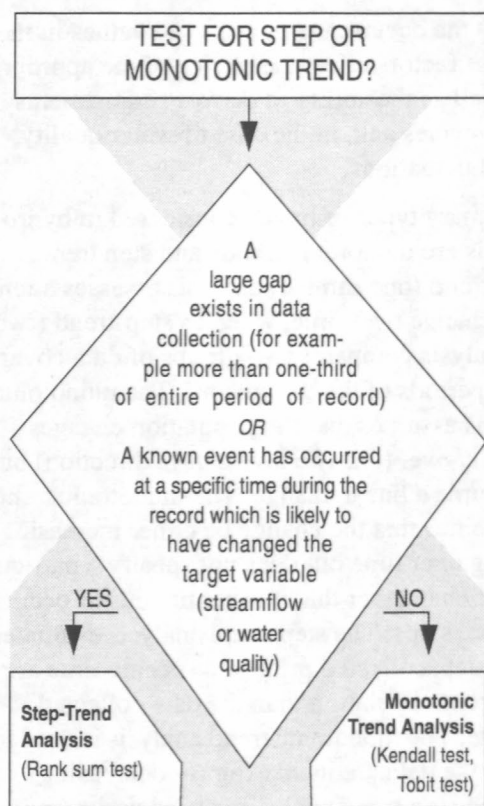 TEST FOR STEP OR
MONOTONIC TREND?
A
large gap
exists in data
collection (for exam-
ple more than one-third
of entire period of record)
OR
A known event has occurred
at a specific time during the
record which is likely to
have changed the
target variable
(streamflow
or water
quality)
YES
NO
Step-Trend
Analysis
(Rank sum test)
Monotonic
Trend Analysis
(Kendall test,
Tobit test)